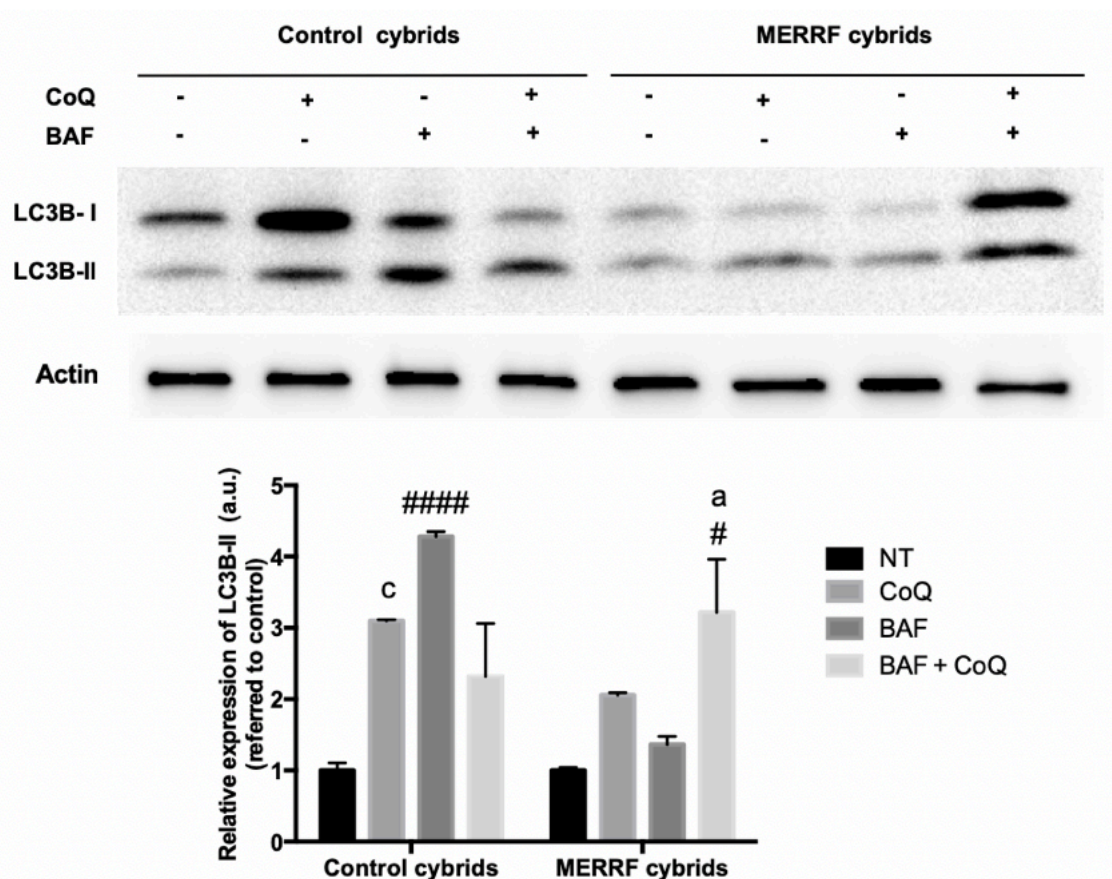 Control cybrids MERRF cybrids
CoQ - + - + - + - +
BAF - - + + - - + +
LC3B- I
LC3B-II
Actin
Relative expression of LC3B-II (a.u.)
(referred to control)
5
4
3
2
1
0
c
####
a
#
Control cybrids MERRF cybrids
NT
CoQ
BAF
BAF + CoQ